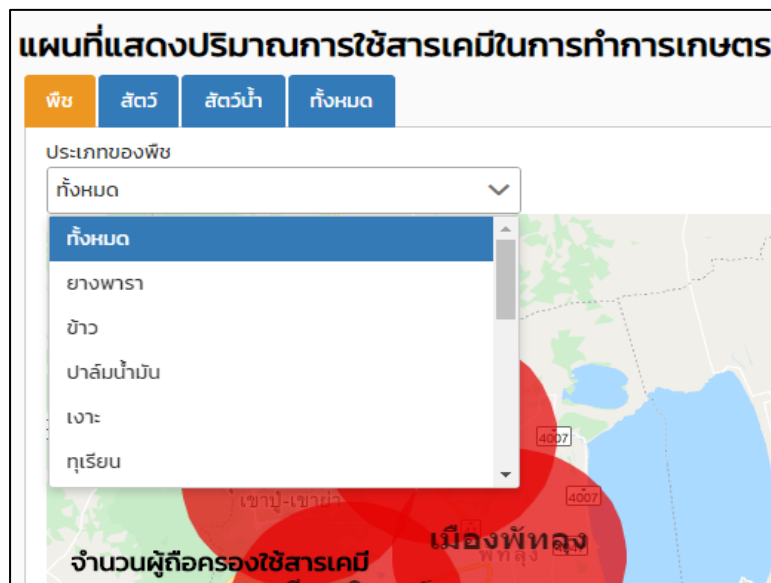 แผนที่แสดงปริมาณการใช้สารเคมีในการทำการเกษตร
พืช สัตว์ สัตว์น้ำ ทั้งหมด
ประเภทของพืช
ทั้งหมด
ทั้งหมด
ยางพารา
ข้าว
ปาล์มน้ำมัน
เงาะ
ทุเรียน
4007
เขาปู่-เขาย่า
4007
เมืองพัทลุง
พัทลุง
จำนวนผู้ถือครองใช้สารเคมี